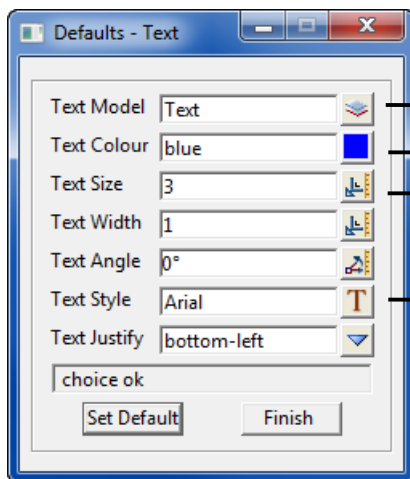 Defaults - Text
Text Model Text
Text Colour blue
Text Size 3
Text Width 1
Text Angle 0°
Text Style Arial T
Text Justify bottom-left
choice ok
Set Default Finish